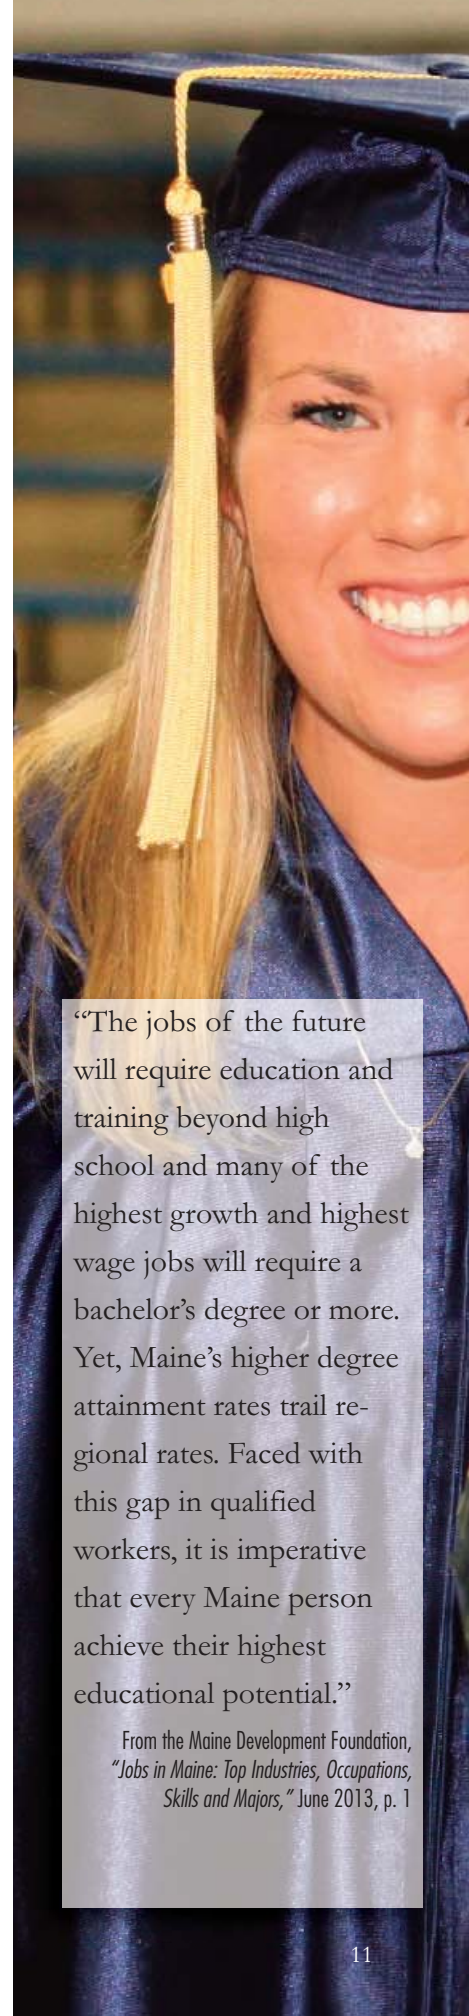 “The jobs of the future
will require education and
training beyond high
school and many of the
highest growth and highest
wage jobs will require a
bachelor’s degree or more.
Yet, Maine’s higher degree
attainment rates trail re-
gional rates. Faced with
this gap in qualified
workers, it is imperative
that every Maine person
achieve their highest
educational potential.”
From the Maine Development Foundation,
“Jobs in Maine: Top Industries, Occupations,
Skills and Majors,” June 2013, p. 1
11